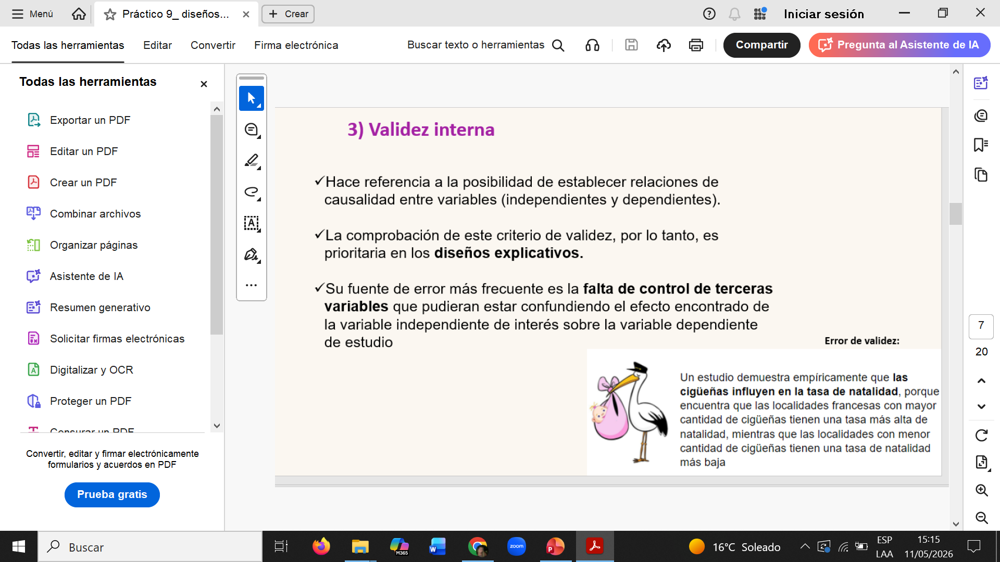 Menú
Práctico 9_ diseños...
Crear
Iniciar sesión
Todas las herramientas
Editar
Convertir
Firma electrónica
Buscar texto o herramientas
Compartir
Pregunta al Asistente de IA
Todas las herramientas
Exportar un PDF
Editar un PDF
Crear un PDF
Combinar archivos
Organizar páginas
Asistente de IA
Resumen generativo
Solicitar firmas electrónicas
Digitalizar y OCR
Proteger un PDF
Censurar un PDF
Convertir, editar y firmar electrónicamente
formularios y acuerdos en PDF
Prueba gratis
3) Validez interna
✓Hace referencia a la posibilidad de establecer relaciones de
causalidad entre variables (independientes y dependientes).
✓La comprobación de este criterio de validez, por lo tanto, es
prioritaria en los diseños explicativos.
✓Su fuente de error más frecuente es la falta de control de terceras
variables que pudieran estar confundiendo el efecto encontrado de
la variable independiente de interés sobre la variable dependiente
de estudio
Error de validez:
Un estudio demuestra empíricamente que las
cigüeñas influyen en la tasa de natalidad, porque
encuentra que las localidades francesas con mayor
cantidad de cigüeñas tienen una tasa más alta de
natalidad, mientras que las localidades con menor
cantidad de cigüeñas tienen una tasa de natalidad
más baja
7
20
Buscar
M365
W
zoom
P
16°C Soleado
ESP
LAA
15:15
11/05/2026